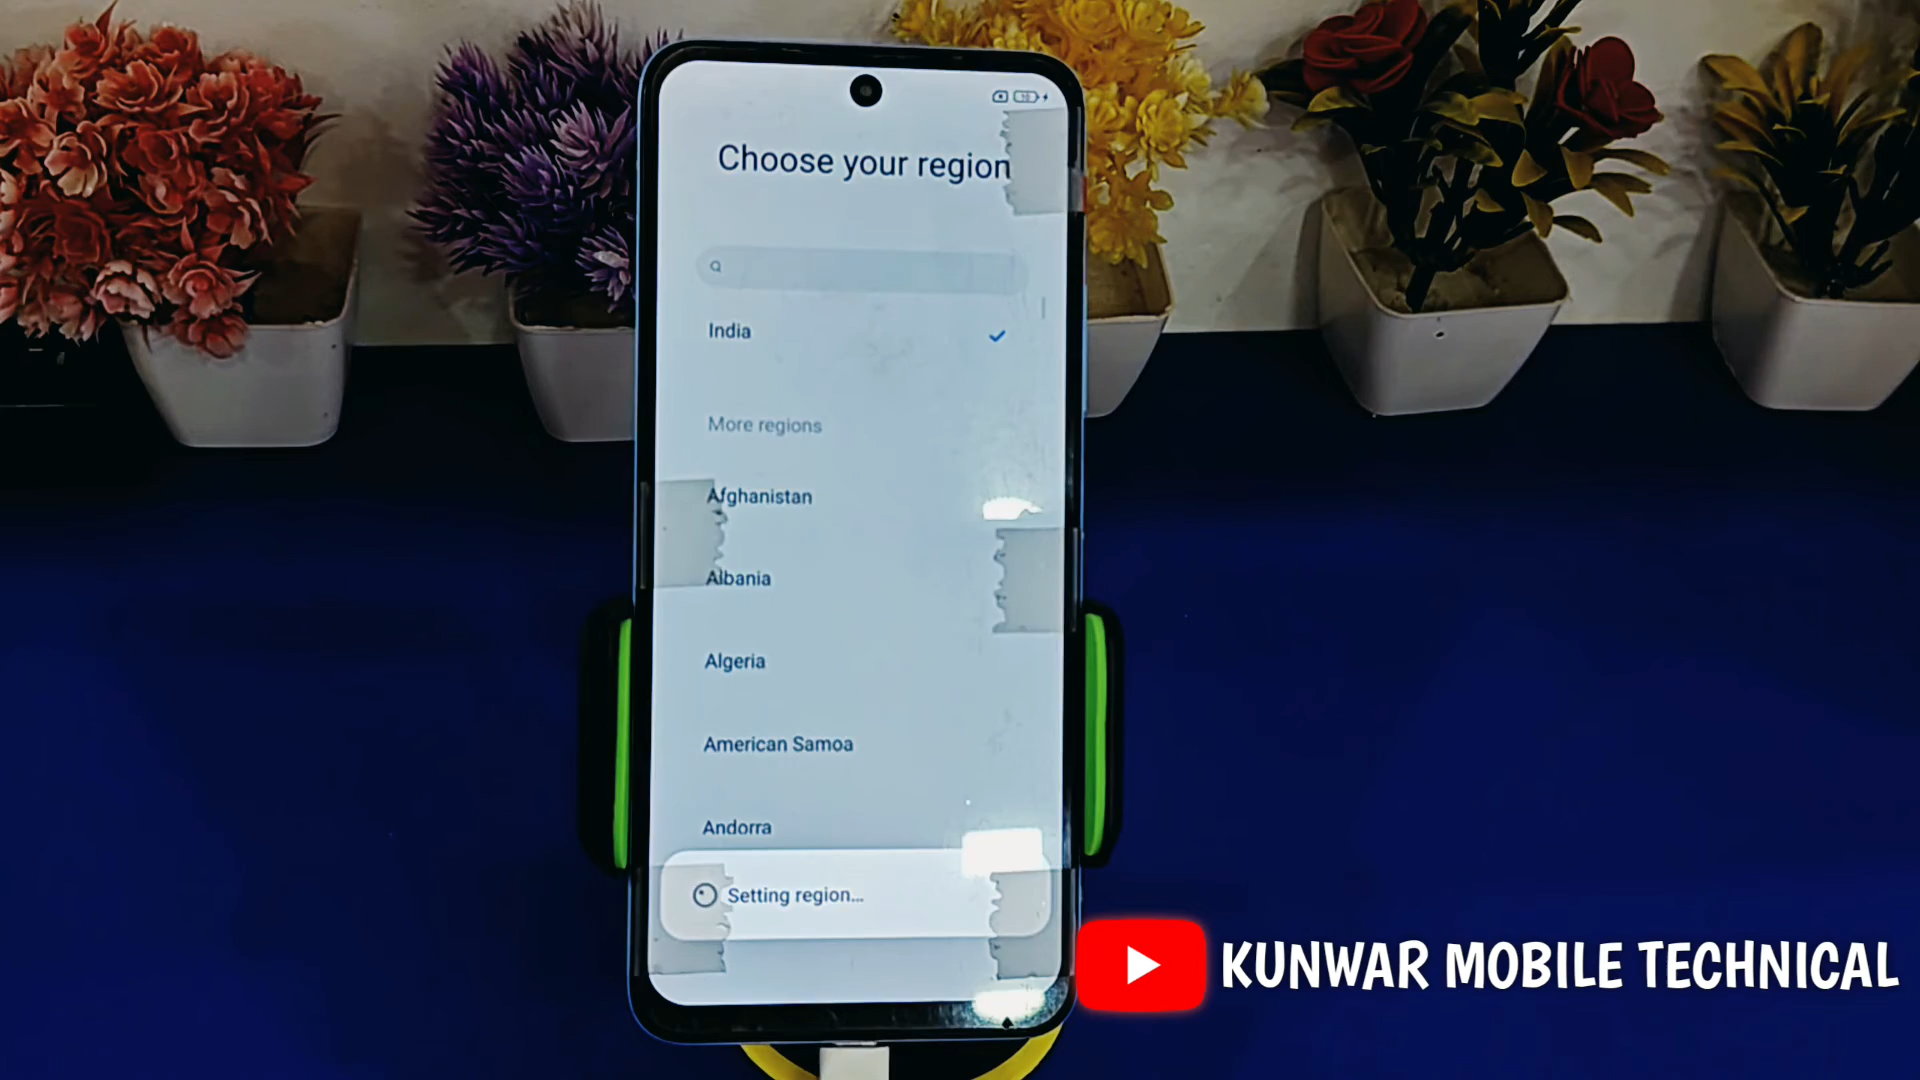 Choose your region
India
More regions
Afghanistan
Albania
Algeria
American Samoa
Andorra
Setting region...
KUNWAR MOBILE TECHNICAL